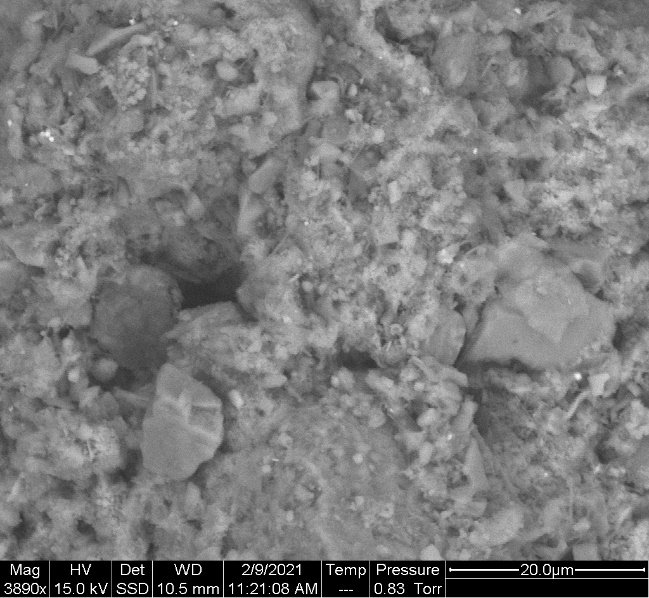 Mag HV Det WD 2/9/2021 Temp Pressure 20.0µm
3890x 15.0 kV SSD 10.5 mm 11:21:08 AM --- 0.83 Torr